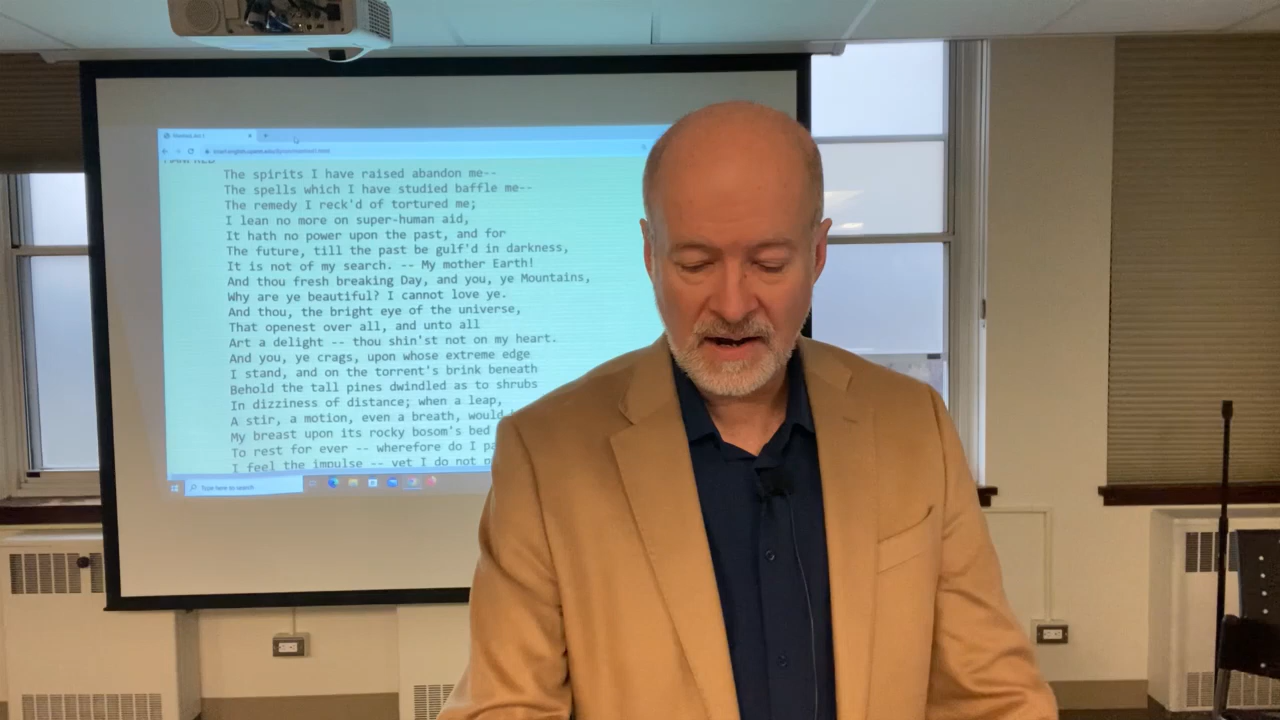 The spirits I have raised abandon me--
The spells which I have studied baffle me--
The remedy I reck'd of tortured me;
I lean no more on super-human aid,
It hath no power upon the past, and for
The future, till the past be gulf'd in darkness,
It is not of my search. -- My mother Earth!
And thou fresh breaking Day, and you, ye Mountains,
Why are ye beautiful? I cannot love ye.
And thou, the bright eye of the universe,
That openest over all, and unto all
Art a delight -- thou shin'st not on my heart.
And you, ye crags, upon whose extreme edge
I stand, and on the torrent's brink beneath
Behold the tall pines dwindled as to shrubs
In dizziness of distance; when a leap,
A stir, a motion, even a breath, would
My breast upon its rocky bosom's bed
To rest for ever -- wherefore do I pa
I feel the impulse -- yet I do not p
Type here to search